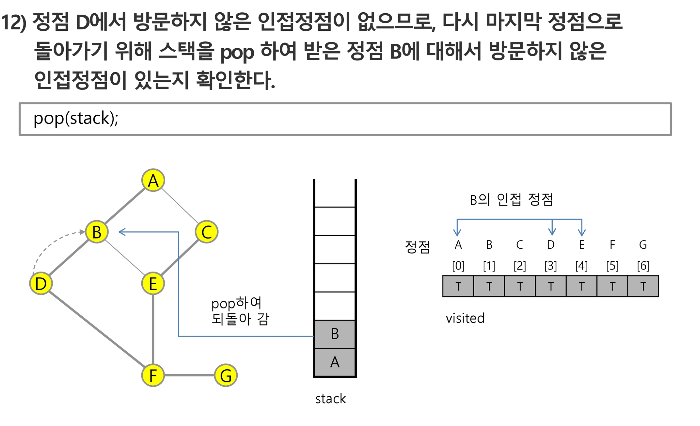 12) 정점 D에서 방문하지 않은 인접정점이 없으므로, 다시 마지막 정점으로
돌아가기 위해 스택을 pop 하여 받은 정점 B에 대해서 방문하지 않은
인접정점이 있는지 확인한다.
pop(stack);
A
B
C
D
E
F
G
pop하여
되돌아 감
B
A
stack
B의 인접 정점
정점 A B C D E F G
[0] [1] [2] [3] [4] [5] [6]
T T T T T T T
visited